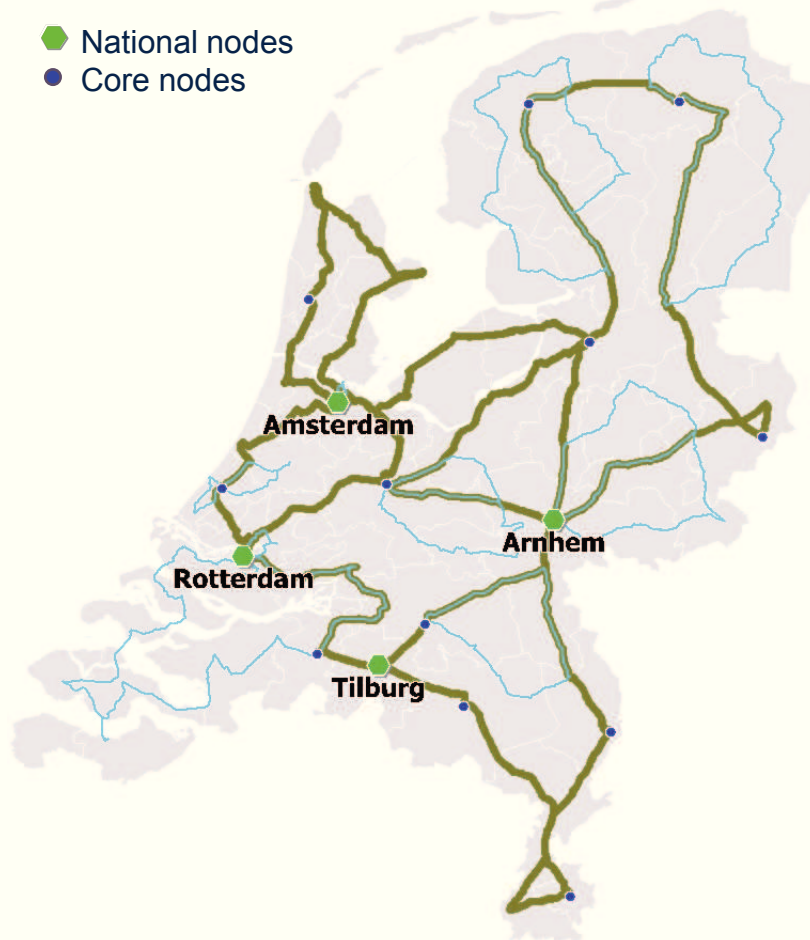 National nodes
Core nodes
Amsterdam
Arnhem
Rotterdam
Tilburg